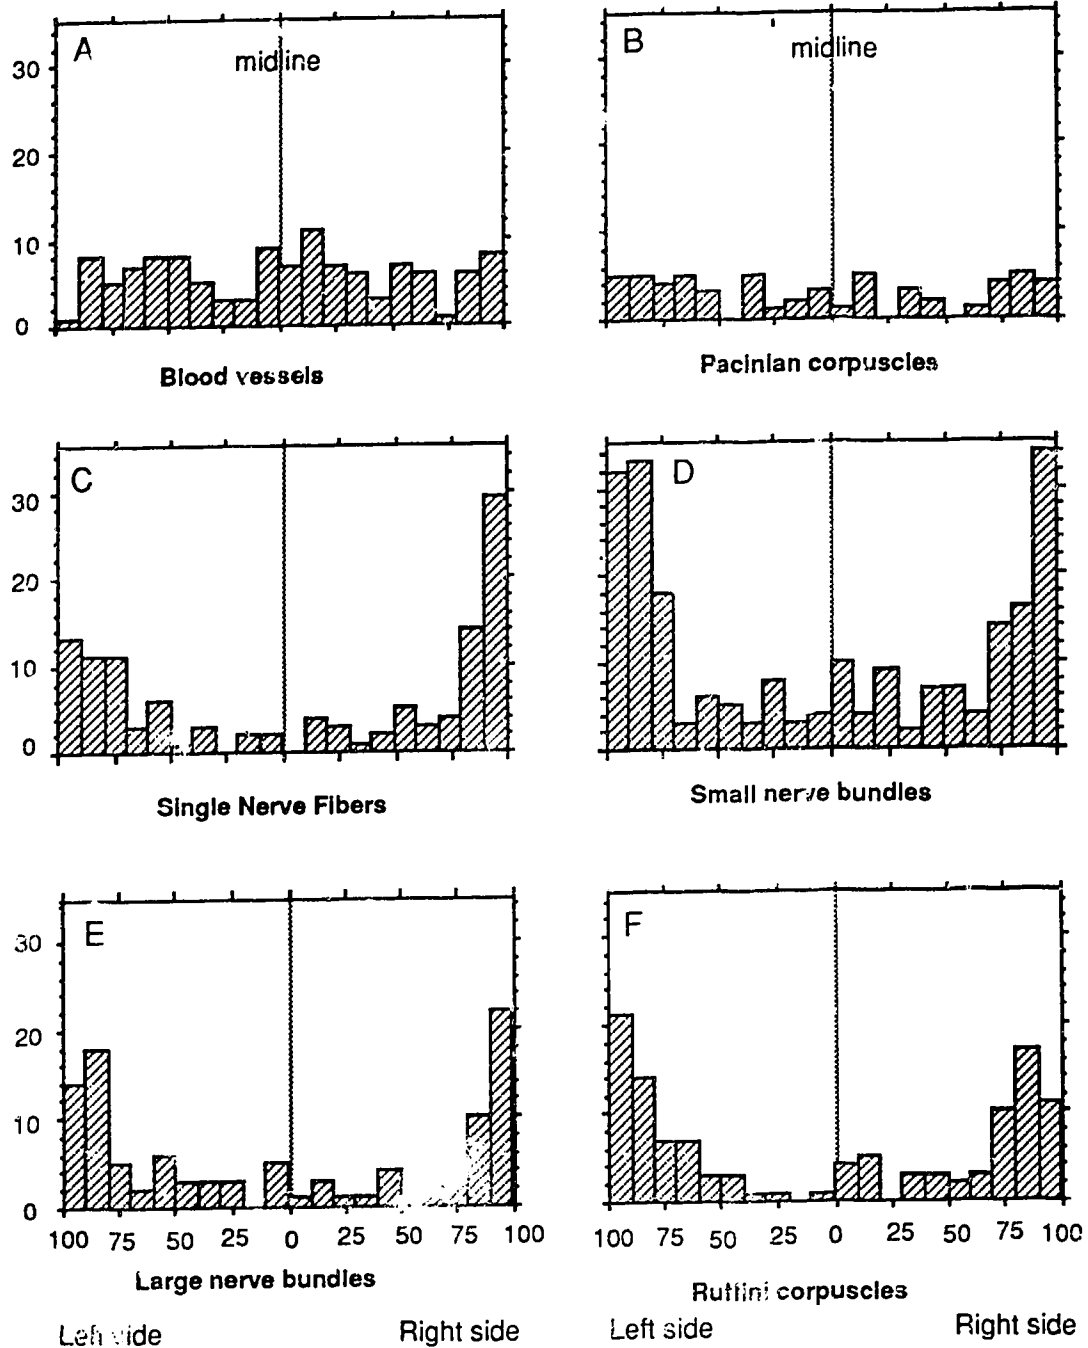 A
midline
30
20
10
0
Blood vessels
B
midline
Pacinian corpuscles
C
30
20
10
0
Single Nerve Fibers
D
Small nerve bundles
E
30
20
10
0
100 75 50 25 0 25 50 75 100
Large nerve bundles
Left side Right side
F
100 75 50 25 0 25 50 75 100
Ruffini corpuscles
Left side Right side